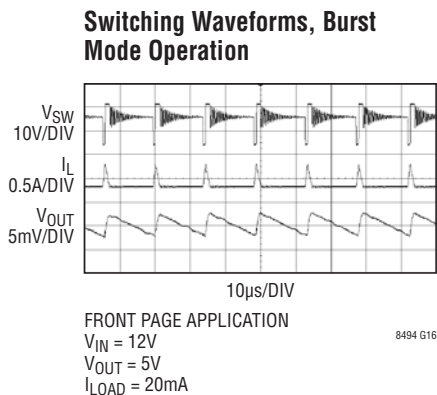 Switching Waveforms, Burst
Mode Operation
VSW
10V/DIV
IL
0.5A/DIV
VOUT
5mV/DIV
10µs/DIV
FRONT PAGE APPLICATION
VIN = 12V
VOUT = 5V
ILOAD = 20mA
8494 G16